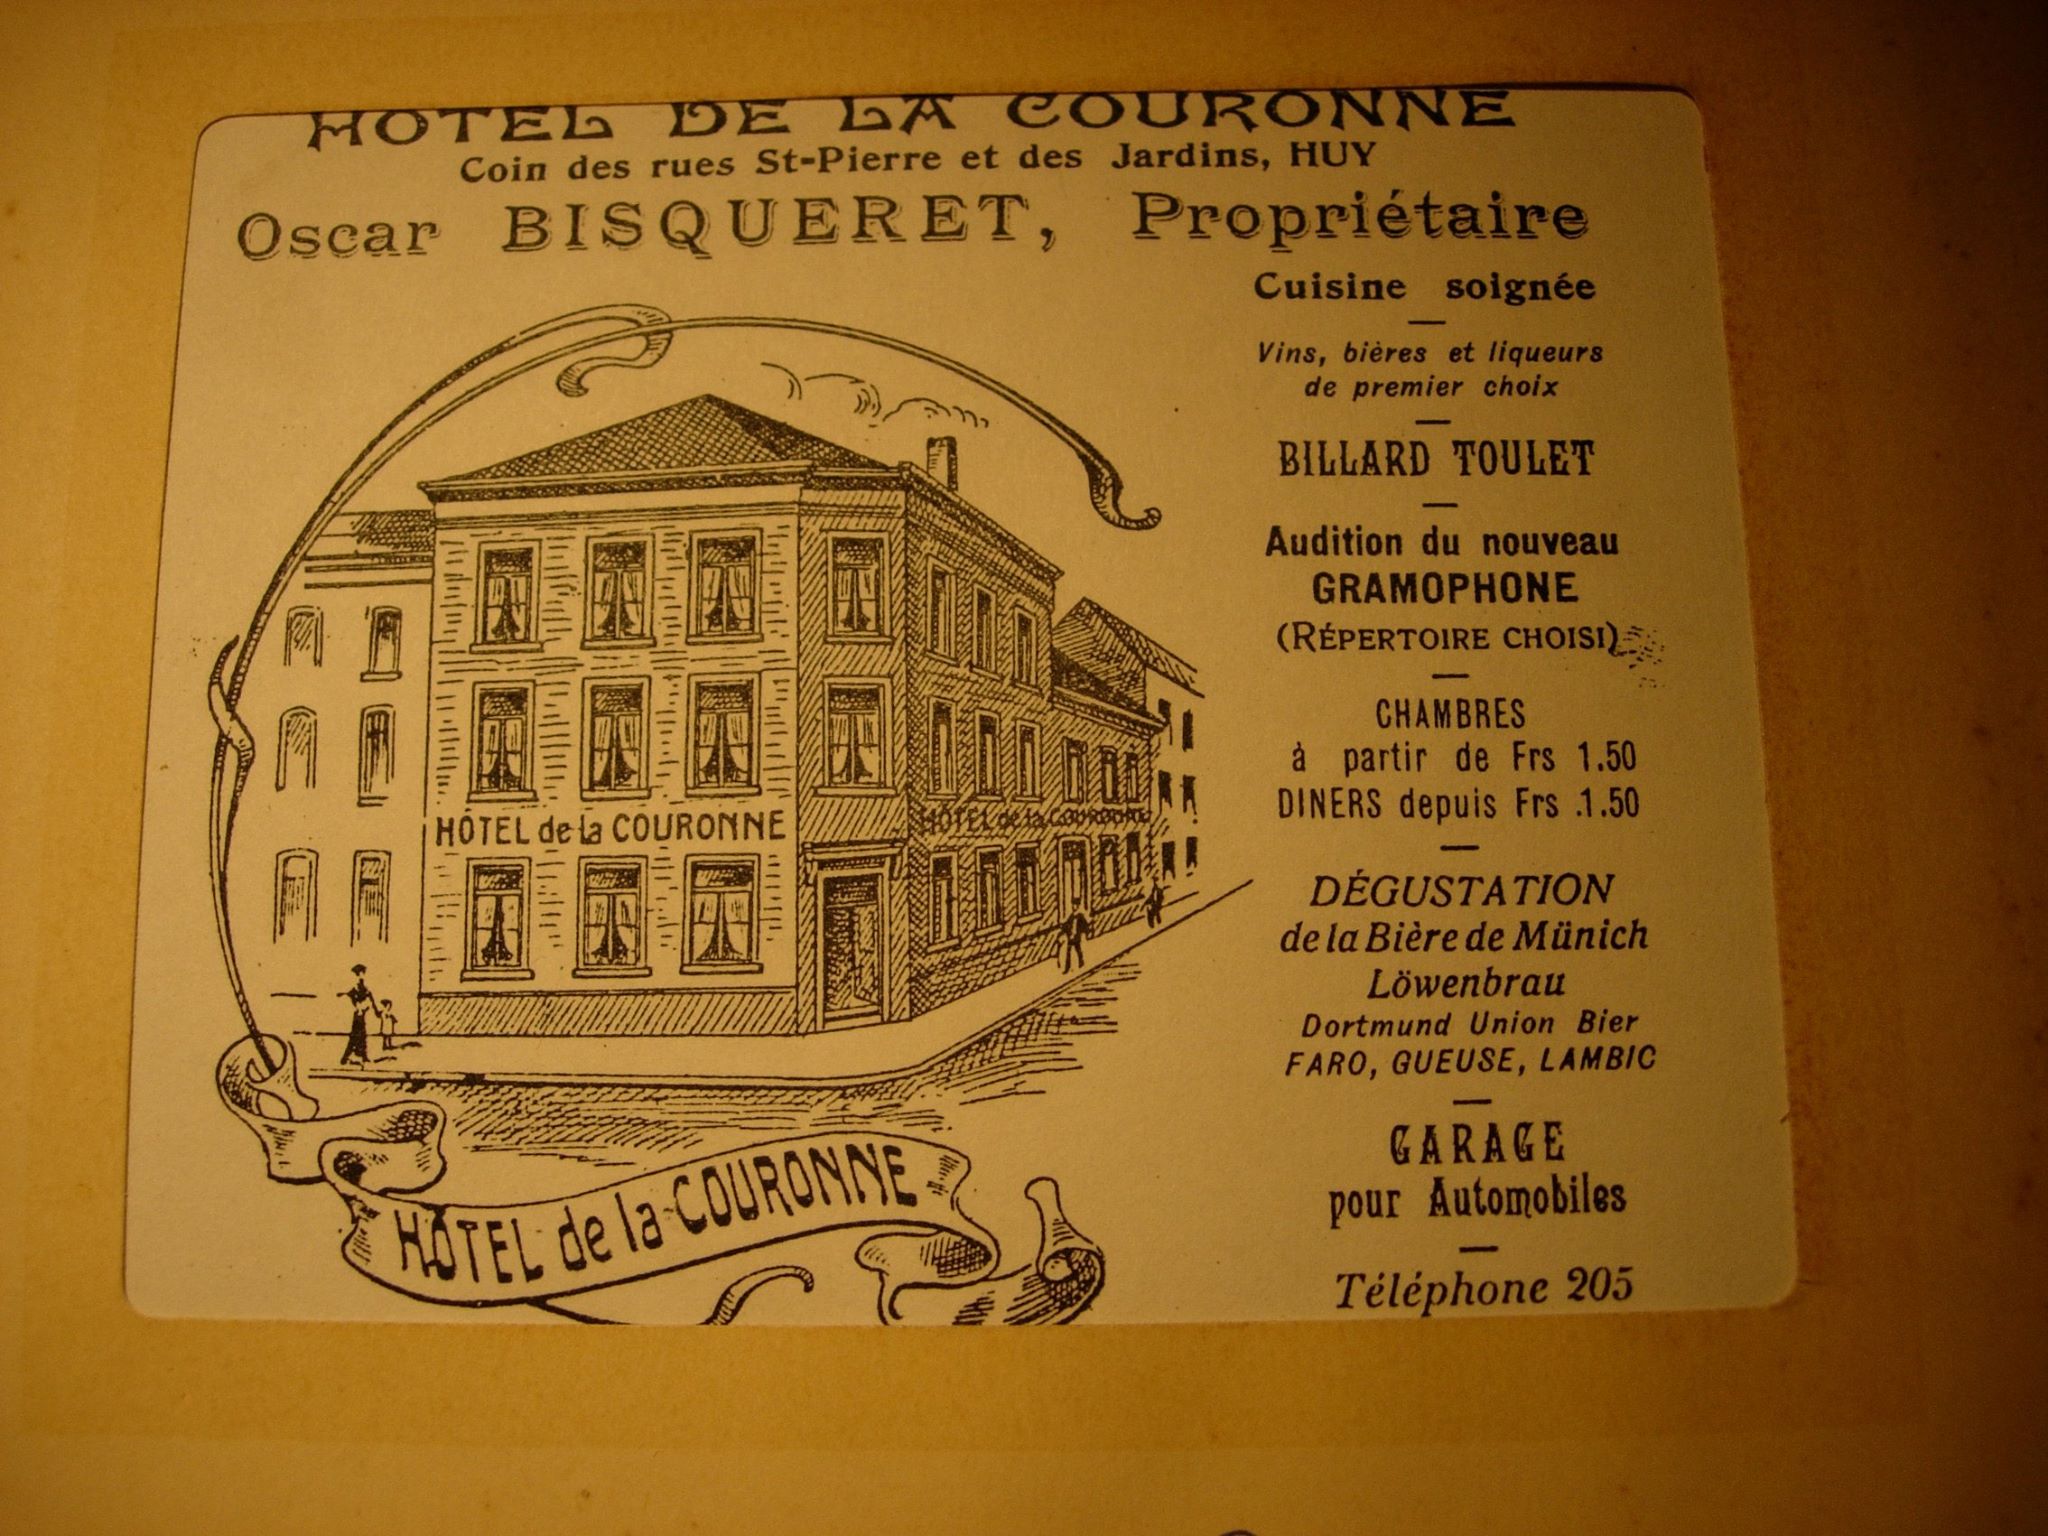 HOTEL DE LA COURONNE
Coin des rues St-Pierre et des Jardins, HUY
Oscar BISQUERET, Propriétaire
Cuisine soignée
Vins, bières et liqueurs
de premier choix
BILLARD TOULET
Audition du nouveau
GRAMOPHONE
(RÉPERTOIRE CHOISI)
CHAMBRES
à partir de Frs 1.50
DINERS depuis Frs .1.50
DÉGUSTATION
de la Bière de Münich
Löwenbrau
Dortmund Union Bier
FARO, GUEUSE, LAMBIC
GARAGE
pour Automobiles
Téléphone 205
HÔTEL de la COURONNE
HÔTEL de la COURONNE
HÔTEL de la COURONNE